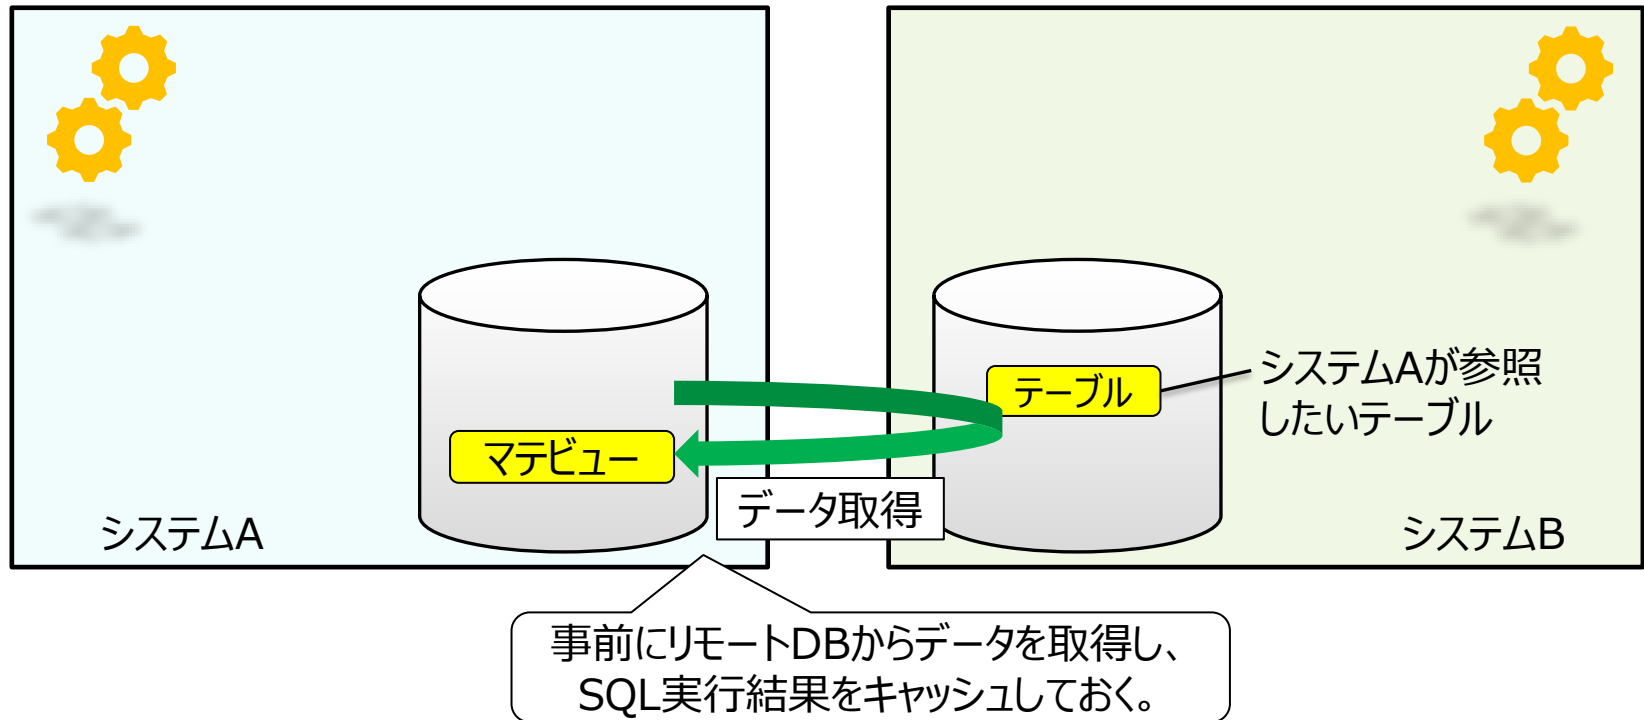 テーブル
システムAが参照
したいテーブル
マテビュー
データ取得
システムA
システムB
事前にリモートDBからデータを取得し、
SQL実行結果をキャッシュしておく。